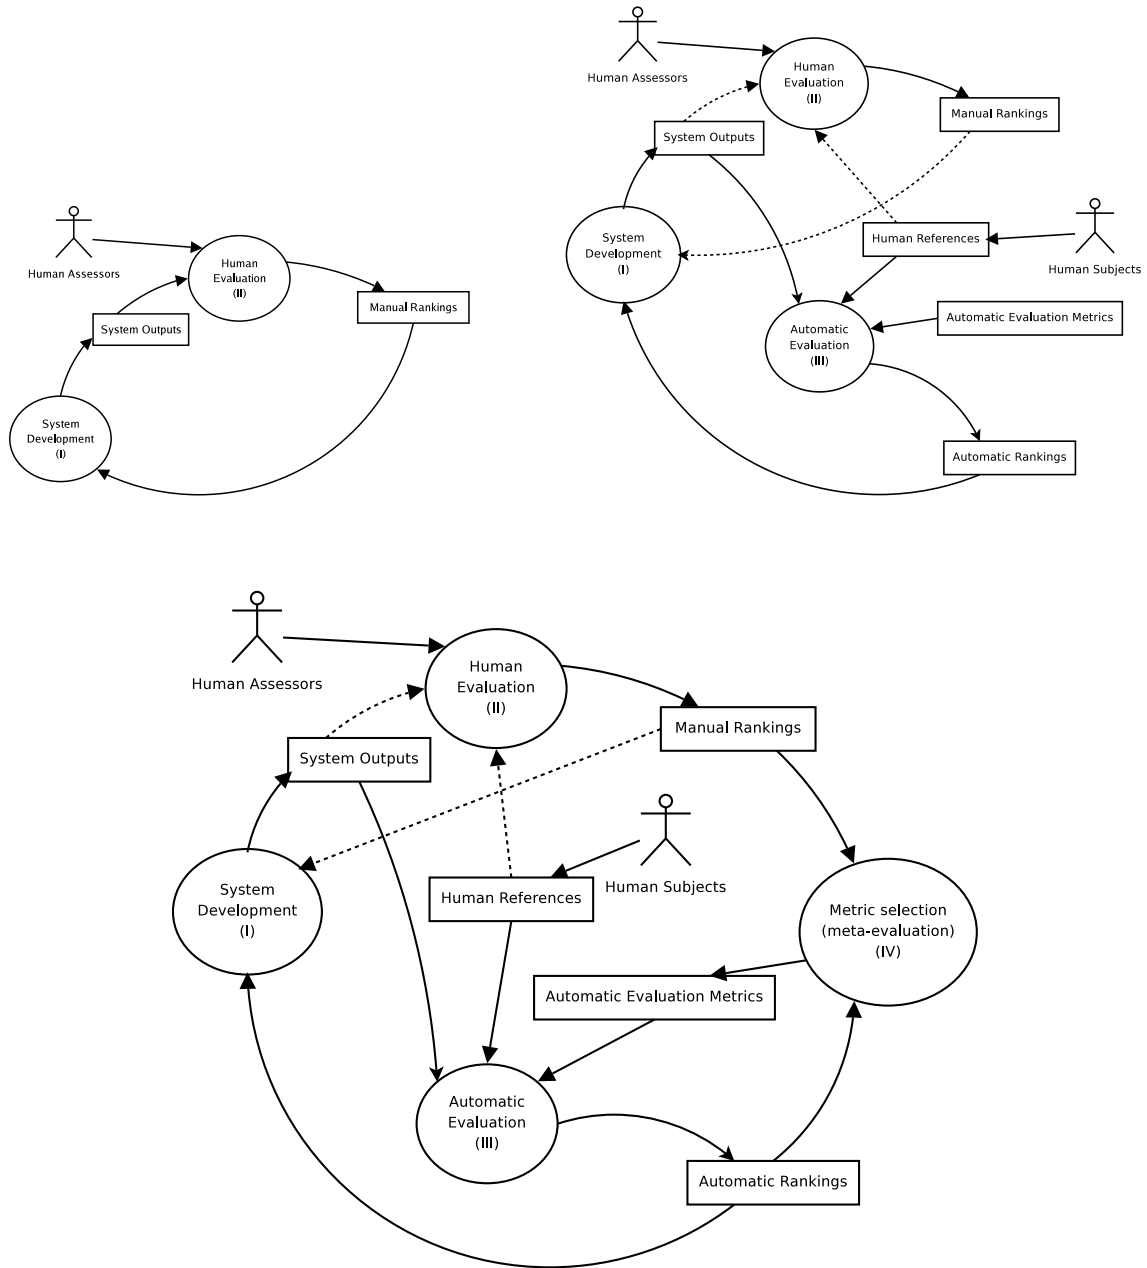 Human Assessors
Human
Evaluation
(II)
System Outputs
Manual Rankings
System
Development
(I)
Human Assessors
Human
Evaluation
(II)
Manual Rankings
System Outputs
System
Development
(I)
Human References
Human Subjects
Automatic Evaluation Metrics
Automatic
Evaluation
(III)
Automatic Rankings
Human Assessors
Human
Evaluation
(II)
Manual Rankings
System Outputs
System
Development
(I)
Human References
Human Subjects
Metric selection
(meta-evaluation)
(IV)
Automatic Evaluation Metrics
Automatic
Evaluation
(III)
Automatic Rankings